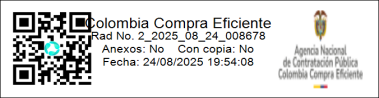 Colombia Compra Eficiente
Rad No. 2_2025_08_24_008678
Anexos: No Con copia: No
Fecha: 24/08/2025 19:54:08
Agencia Nacional
de Contratación Pública
Colombia Compra Eficiente